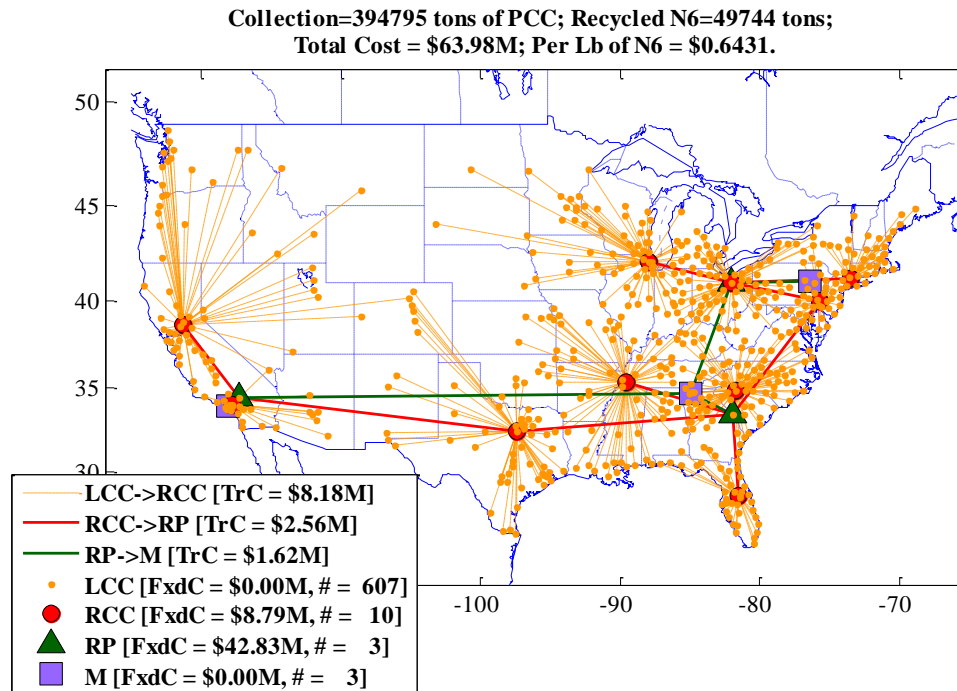 Collection=394795 tons of PCC; Recycled N6=49744 tons;
Total Cost = $63.98M; Per Lb of N6 = $0.6431.
50
45
40
35
30
-100
-90
-80
-70
LCC->RCC [TrC = $8.18M]
RCC->RP [TrC = $2.56M]
RP->M [TrC = $1.62M]
LCC [FxdC = $0.00M, # = 607]
RCC [FxdC = $8.79M, # = 10]
RP [FxdC = $42.83M, # = 3]
M [FxdC = $0.00M, # = 3]